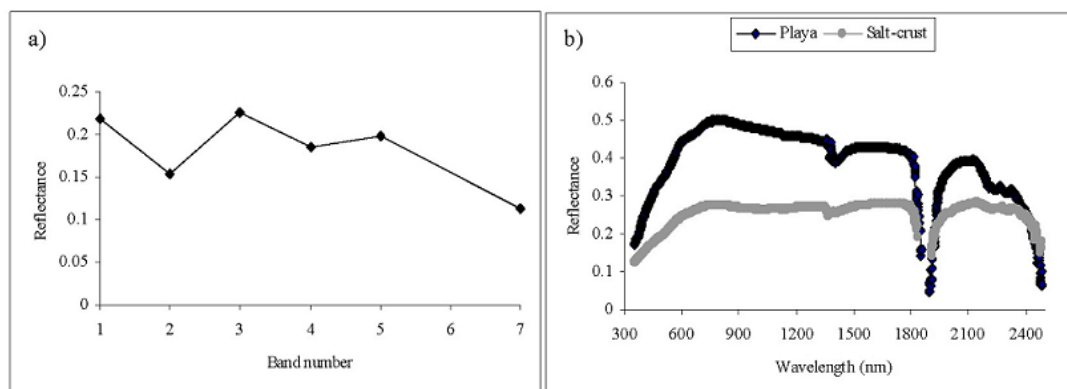 a)
0.25
0.2
0.15
0.1
0.05
0
Reflectance
1 2 3 4 5 6 7
Band number
b)
Playa Salt-crust
0.6
0.5
0.4
0.3
0.2
0.1
0
Reflectance
300 600 900 1200 1500 1800 2100 2400
Wavelength (nm)